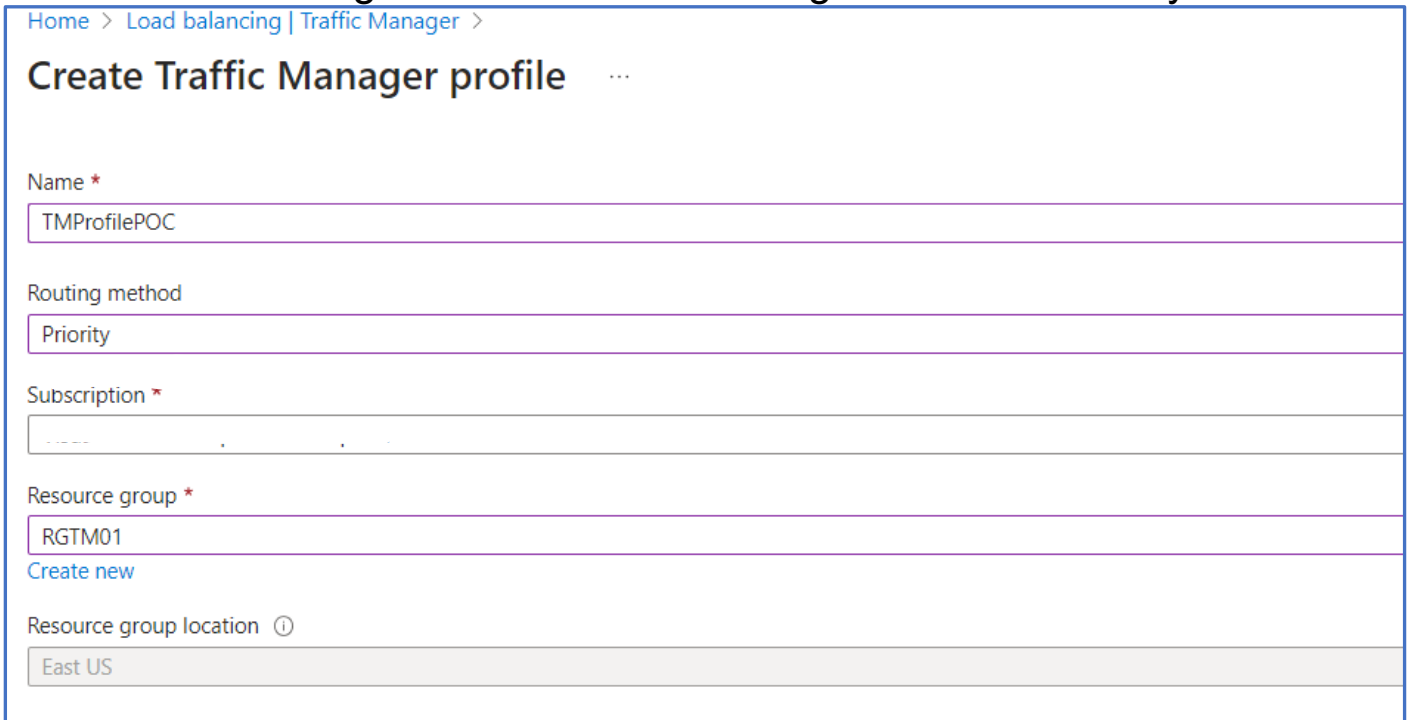 Home > Load balancing | Traffic Manager >
Create Traffic Manager profile ...
Name *
TMProfilePOC
Routing method
Priority
Subscription *
Resource group *
RGTM01
Create new
Resource group location
East US